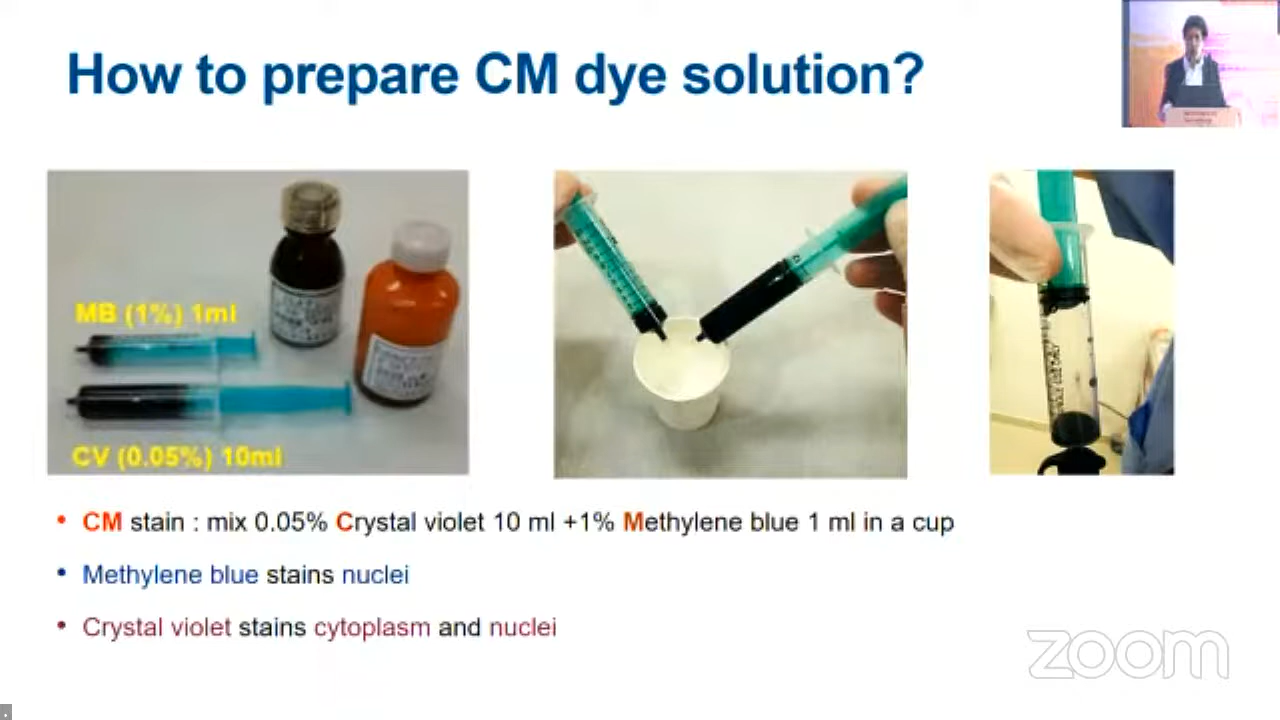 How to prepare CM dye solution?
MB (1%) 1ml
CV (0.05%) 10ml
• CM stain : mix 0.05% Crystal violet 10 ml +1% Methylene blue 1 ml in a cup
• Methylene blue stains nuclei
• Crystal violet stains cytoplasm and nuclei
zoom